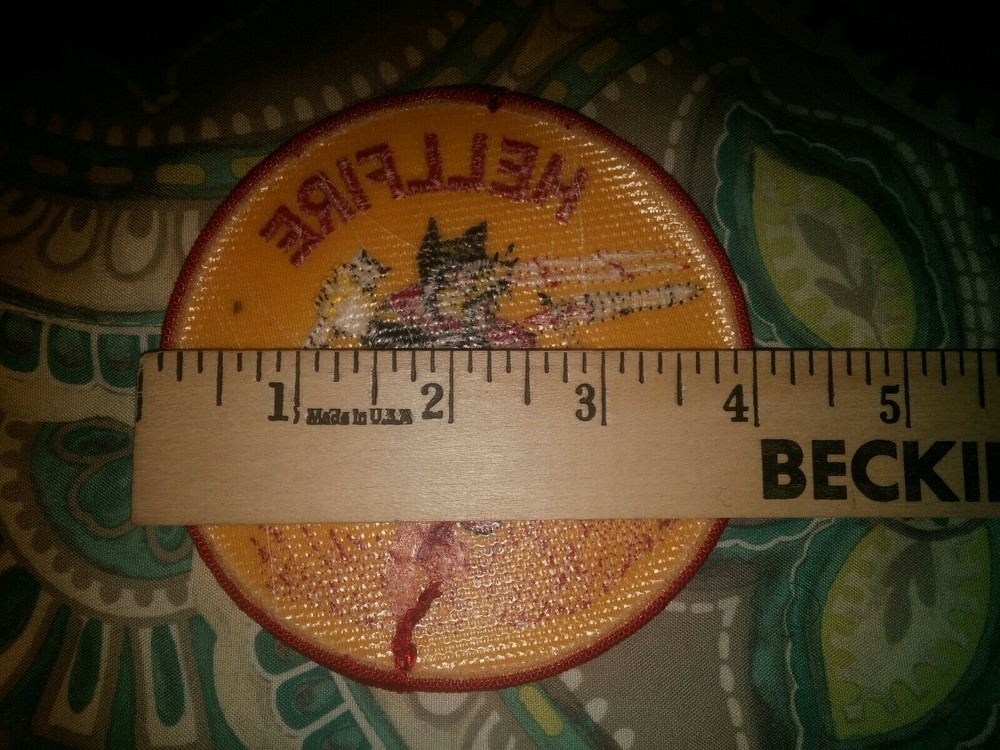 HELLFIRE
1 2 3 4 5
Made in U.S.A
BECKI